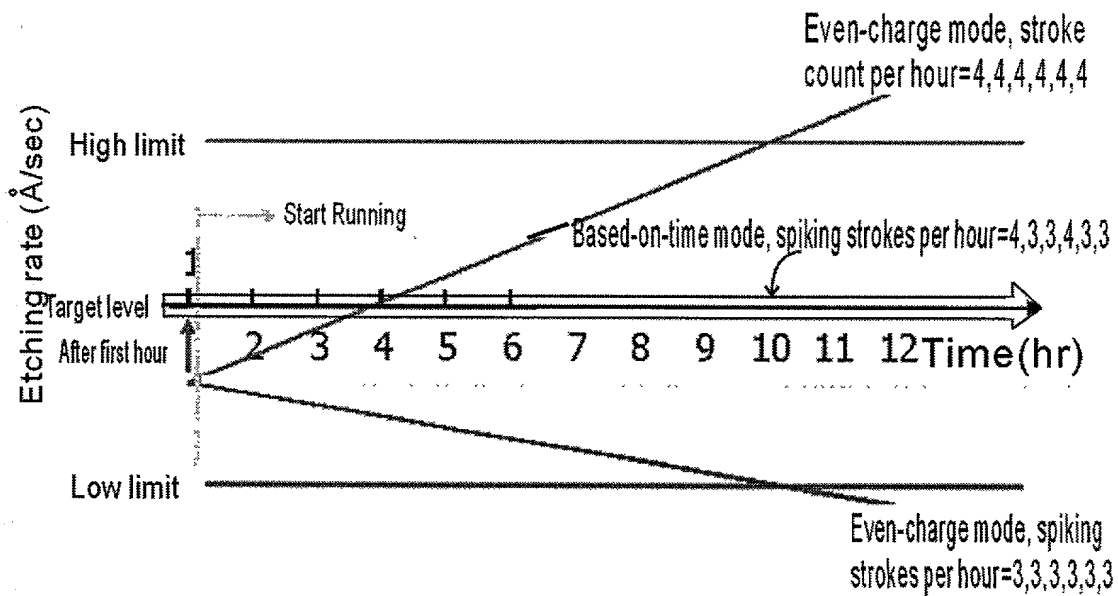 Even-charge mode, stroke
count per hour=4,4,4,4,4,4
Etching rate (Å/sec)
High limit
Start Running
Based-on-time mode, spiking strokes per hour=4,3,3,4,3,3
1
Target level
After first hour
2 3 4 5 6 7 8 9 10 11 12 Time(hr)
Low limit
Even-charge mode, spiking
strokes per hour=3,3,3,3,3,3